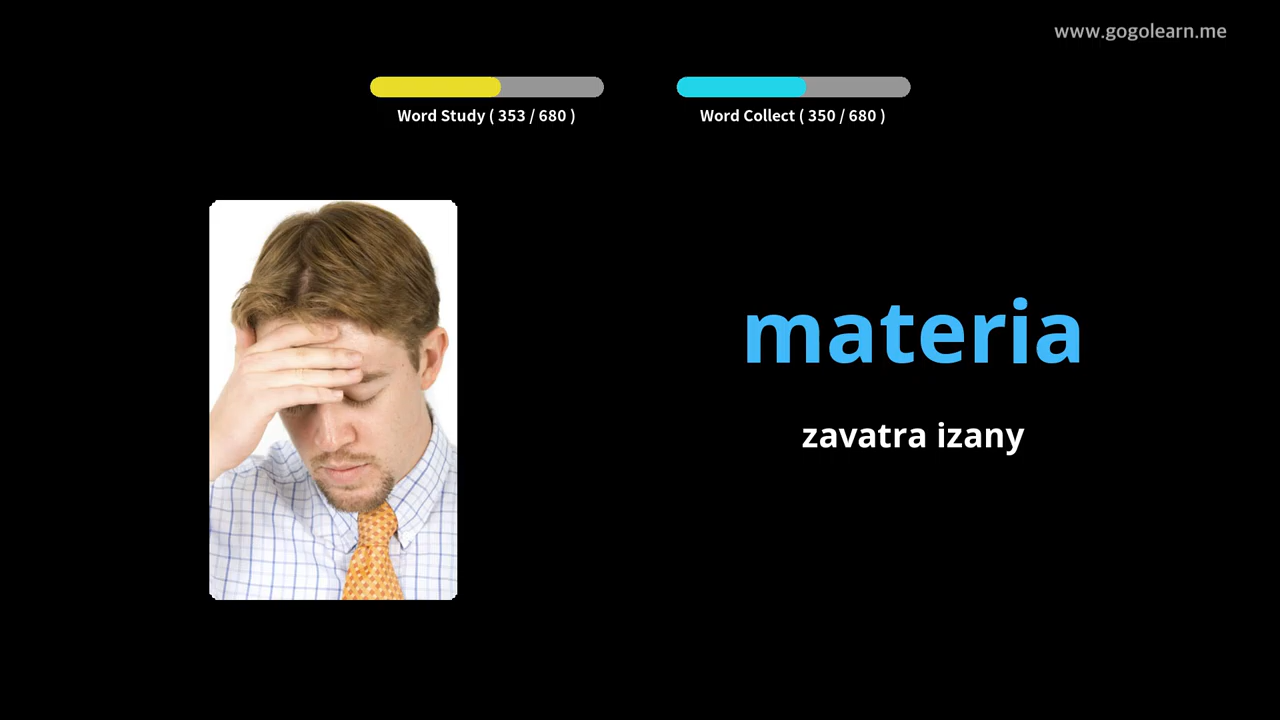 www.gogolearn.me
Word Study ( 353 / 680 )
Word Collect ( 350 / 680 )
materia
zavatra izany